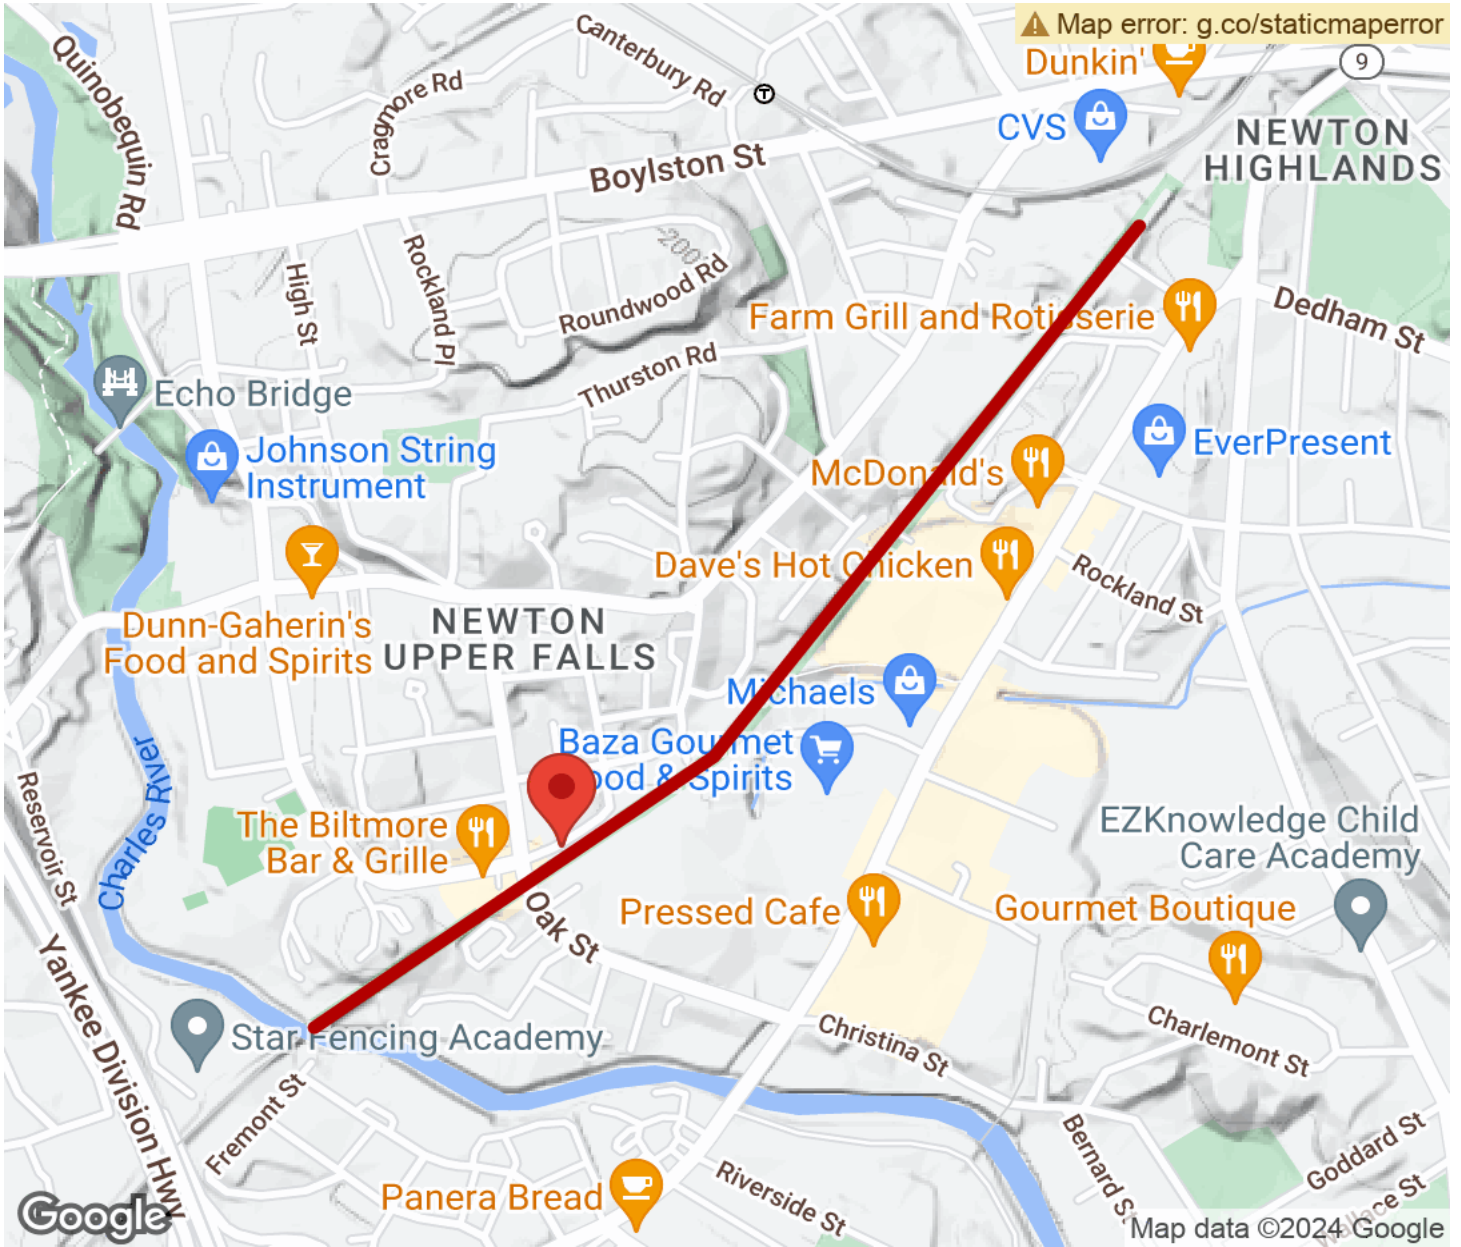 Map error: g.co/staticmaperror
Canterbury Rd
Quinobequin Rd
Cragmore Rd
T
Dunkin'
9
CVS
NEWTON
HIGHLANDS
Boylston St
-200
High St
Rockland Pl
Roundwood Rd
Farm Grill and Rotisserie
Dedham St
Thurston Rd
Echo Bridge
Johnson String
Instrument
McDonald's
EverPresent
Dave's Hot Chicken
Rockland St
Dunn-Gaherin's
Food and Spirits
NEWTON
UPPER FALLS
Michaels
Baza Gourmet
Food & Spirits
Charles River
Reservoir St
The Biltmore
Bar & Grille
EZKnowledge Child
Care Academy
Oak St
Pressed Cafe
Gourmet Boutique
Yankee Division Hwy
Star Fencing Academy
Christina St
Charlemont St
Fremont St
Bernard St
Goddard St
Wallace St
Panera Bread
Riverside St
Google
Map data ©2024 Google